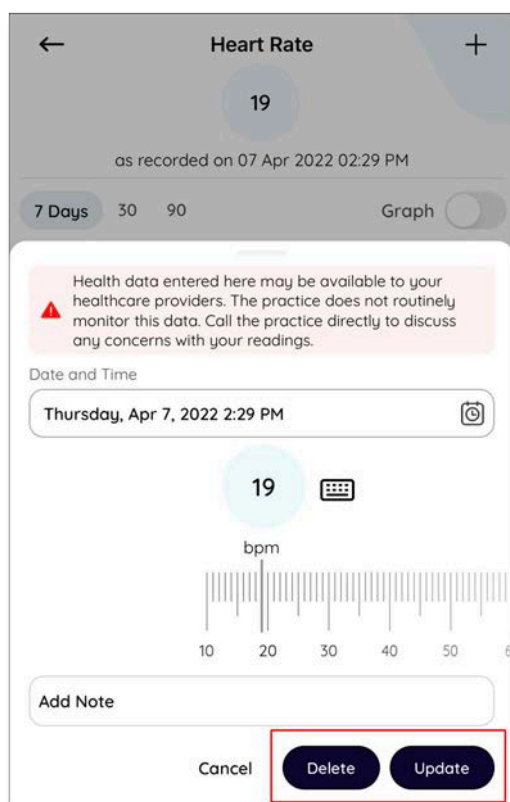 Heart Rate
19
as recorded on 07 Apr 2022 02:29 PM
7 Days 30 90 Graph
Health data entered here may be available to your
healthcare providers. The practice does not routinely
monitor this data. Call the practice directly to discuss
any concerns with your readings.
Date and Time
Thursday, Apr 7, 2022 2:29 PM
19
bpm
10 20 30 40 50
Add Note
Cancel Delete Update